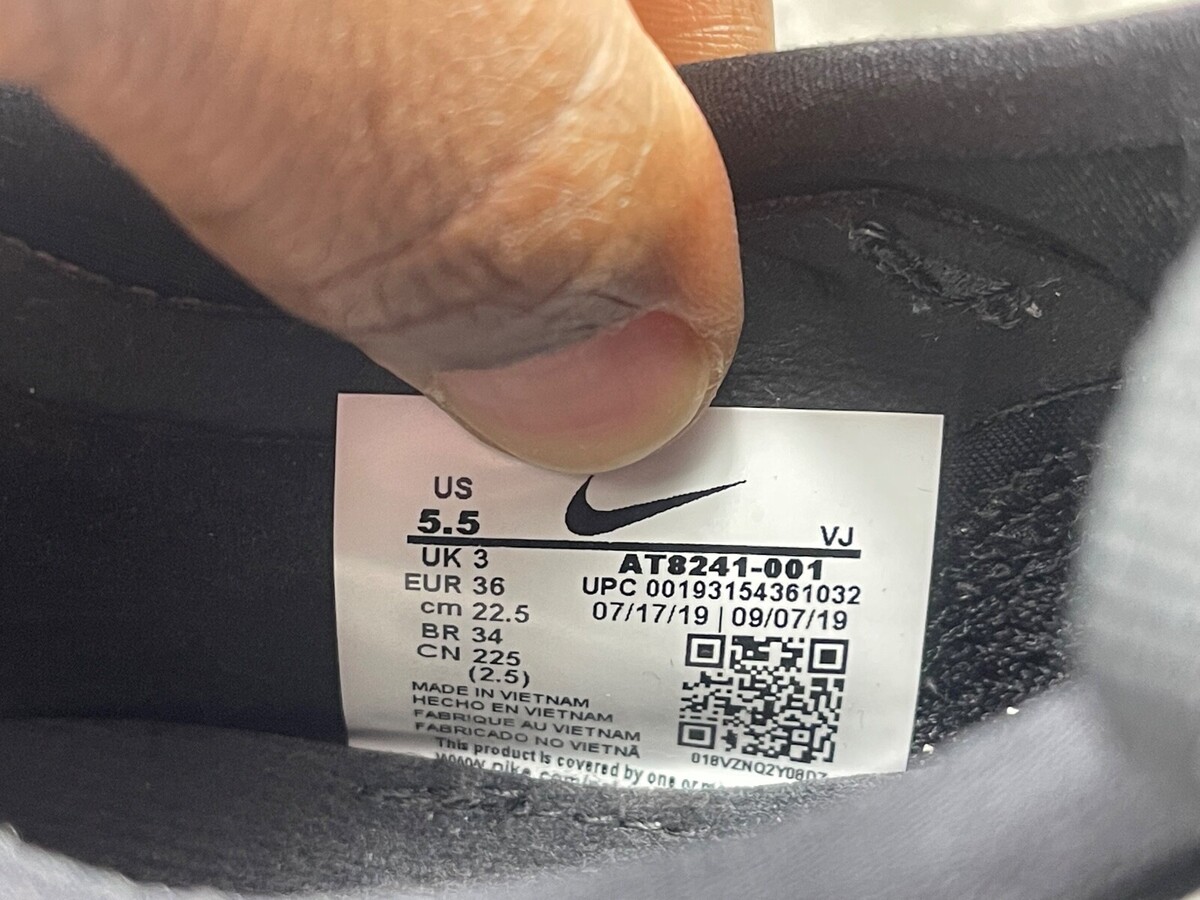 US
5.5
VJ
UK 3
AT8241-001
EUR 36
UPC 00193154361032
cm 22.5
07/17/19 | 09/07/19
BR 34
CN 225
(2.5)
MADE IN VIETNAM
HECHO EN VIETNAM
FABRIQUE AU VIETNAM
FABRICADO NO VIETNÃ
This product is covered by one or